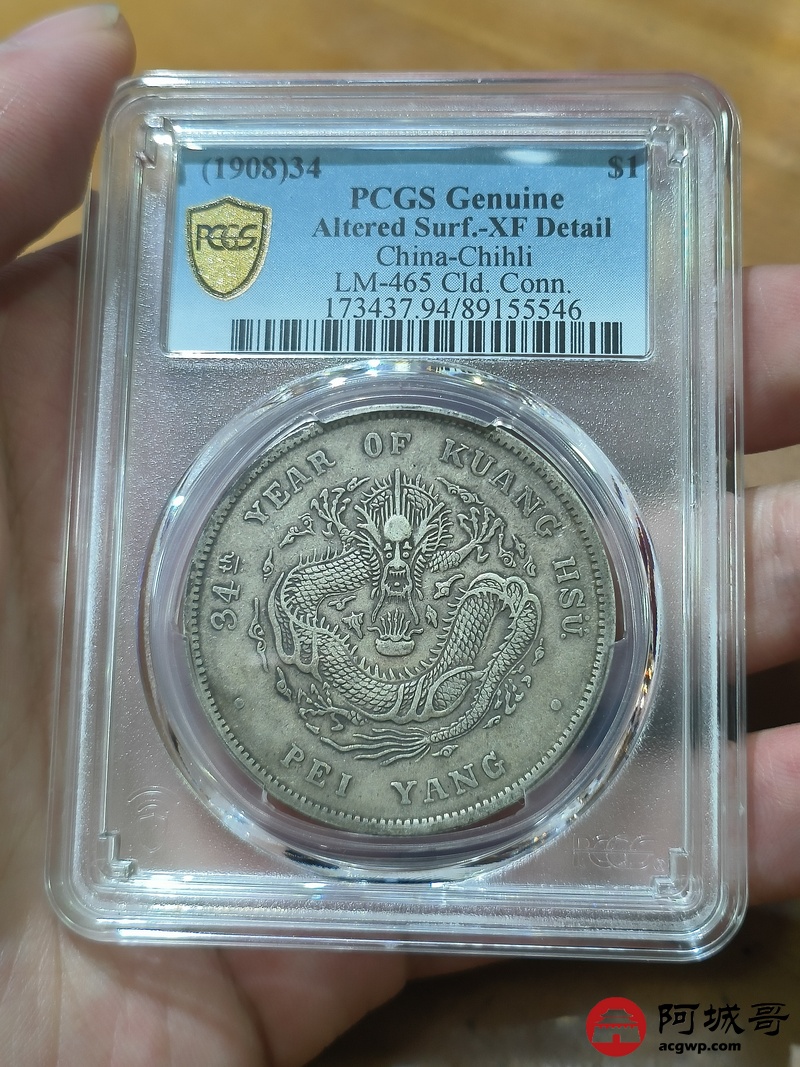 (1908)34 $1
PCGS Genuine
PCGS
Altered Surf.-XF Detail
China-Chihli
LM-465 Cld. Conn.
173437.94/89155546
34th YEAR OF KUANG HSÜ.
PEI YANG
PCGS
阿城哥
acgwp.com